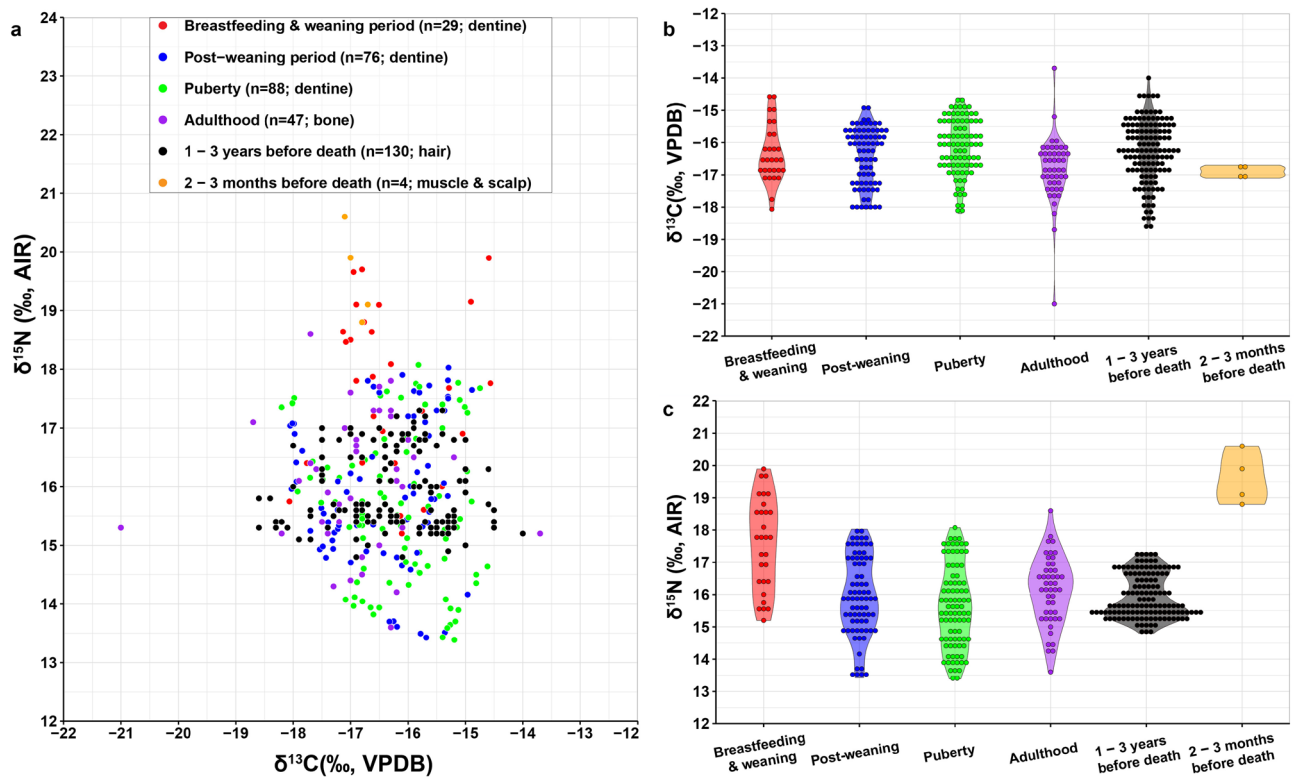 a
24
23
22
21
20
19
18
17
16
15
14
13
12
−22
−21
−20
−19
−18
−17
−16
−15
−14
−13
−12
δ¹⁵N (‰, AIR)
δ¹³C(‰, VPDB)
Breastfeeding & weaning period (n=29; dentine)
Post−weaning period (n=76; dentine)
Puberty (n=88; dentine)
Adulthood (n=47; bone)
1 − 3 years before death (n=130; hair)
2 − 3 months before death (n=4; muscle & scalp)
b
−12
−13
−14
−15
−16
−17
−18
−19
−20
−21
−22
δ¹³C(‰, VPDB)
Breastfeeding
& weaning
Post−weaning
Puberty
Adulthood
1 − 3 years
before death
2 − 3 months
before death
c
22
21
20
19
18
17
16
15
14
13
12
δ¹⁵N (‰, AIR)
Breastfeeding
& weaning
Post−weaning
Puberty
Adulthood
1 − 3 years
before death
2 − 3 months
before death